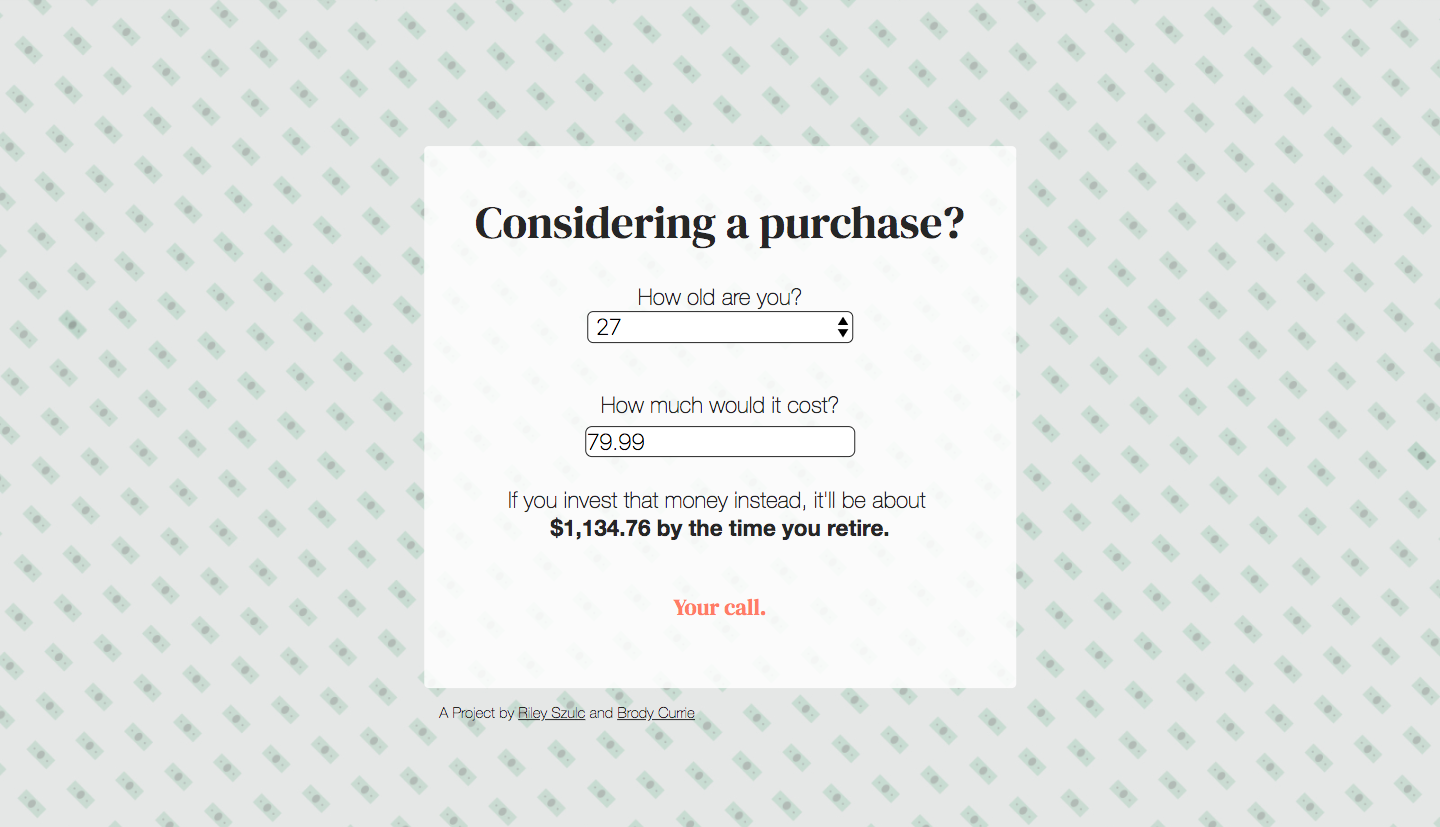 Considering a purchase?
How old are you?
27
How much would it cost?
79.99
If you invest that money instead, it'll be about
$1,134.76 by the time you retire.
Your call.
A Project by Riley Szulc and Brody Currie